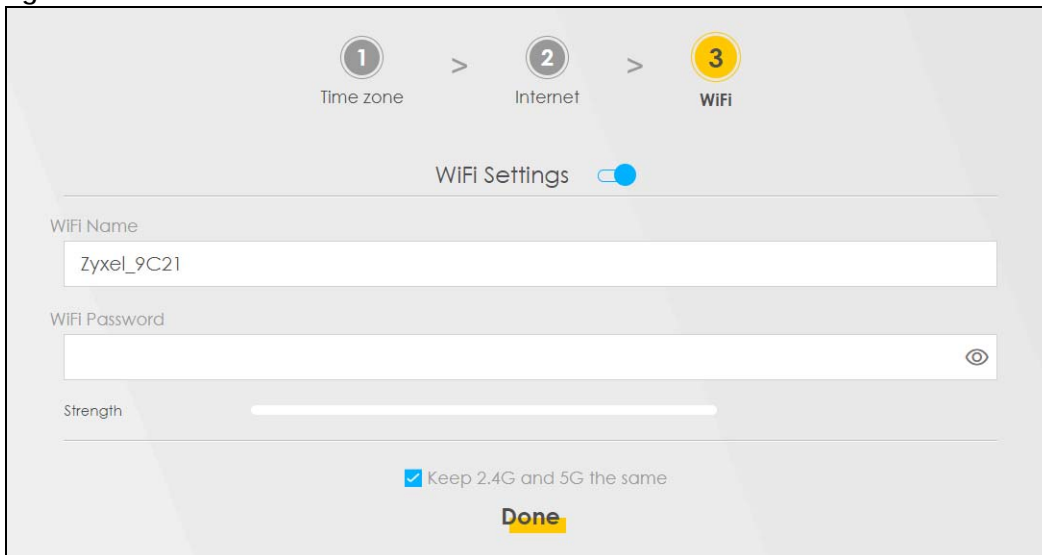 1 > 2 > 3
Time zone Internet WiFi
WiFi Settings
WiFi Name
Zyxel_9C21
WiFi Password
Strength
Keep 2.4G and 5G the same
Done